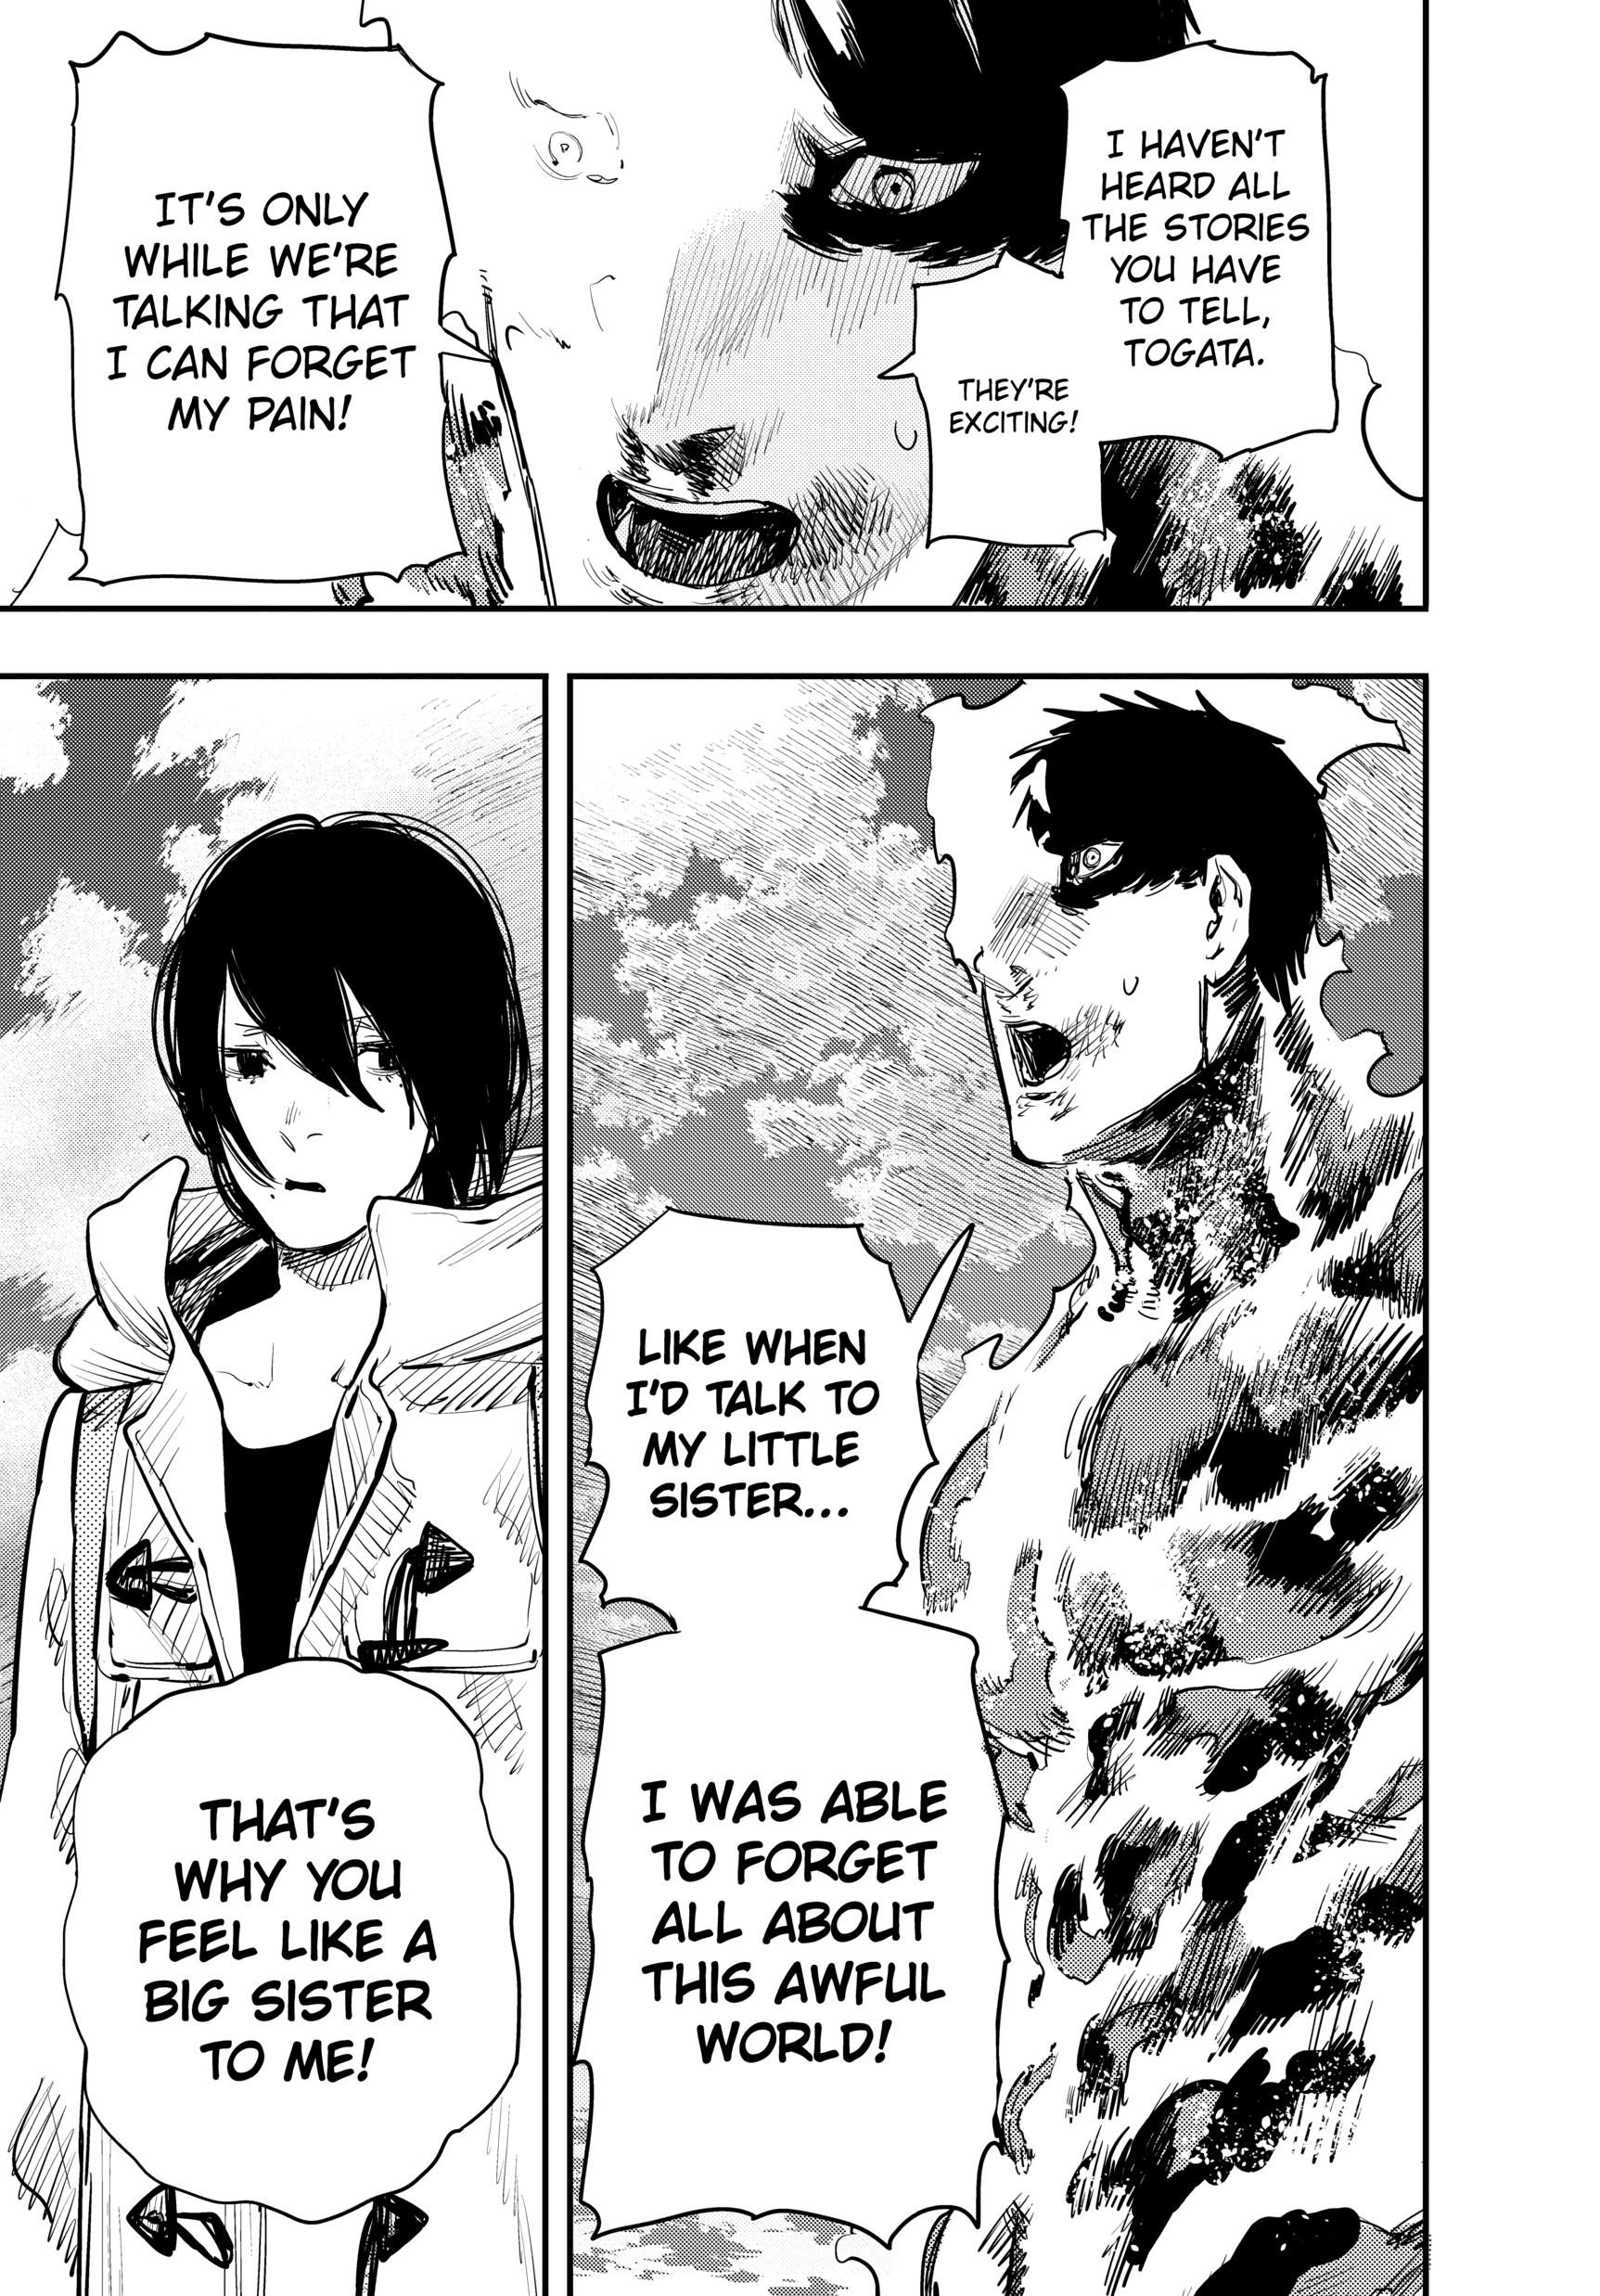 I HAVEN'T
HEARD ALL
THE STORIES
YOU HAVE
TO TELL,
TOGATA.
THEY'RE
EXCITING!
IT'S ONLY
WHILE WE'RE
TALKING THAT
I CAN FORGET
MY PAIN!
LIKE WHEN
I'D TALK TO
MY LITTLE
SISTER...
I WAS ABLE
TO FORGET
ALL ABOUT
THIS AWFUL
WORLD!
THAT'S
WHY YOU
FEEL LIKE A
BIG SISTER
TO ME!